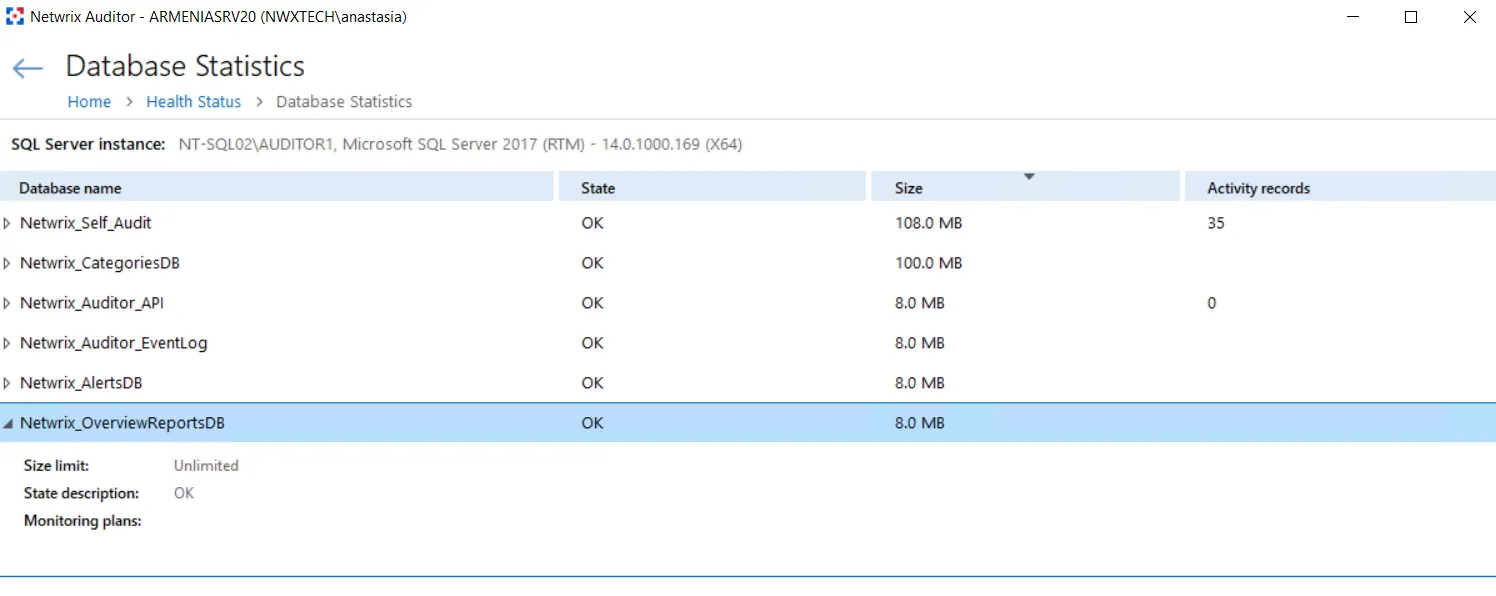 Netwrix Auditor - ARMENIASRV20 (NWXTECH\anastasia)
Database Statistics
Home > Health Status > Database Statistics
SQL Server instance: NT-SQL02\AUDITOR1, Microsoft SQL Server 2017 (RTM) - 14.0.1000.169 (X64)
Database name State Size Activity records
Netwrix_Self_Audit OK 108.0 MB 35
Netwrix_CategoriesDB OK 100.0 MB
Netwrix_Auditor_API OK 8.0 MB 0
Netwrix_Auditor_EventLog OK 8.0 MB
Netwrix_AlertsDB OK 8.0 MB
Netwrix_OverviewReportsDB OK 8.0 MB
Size limit: Unlimited
State description: OK
Monitoring plans: